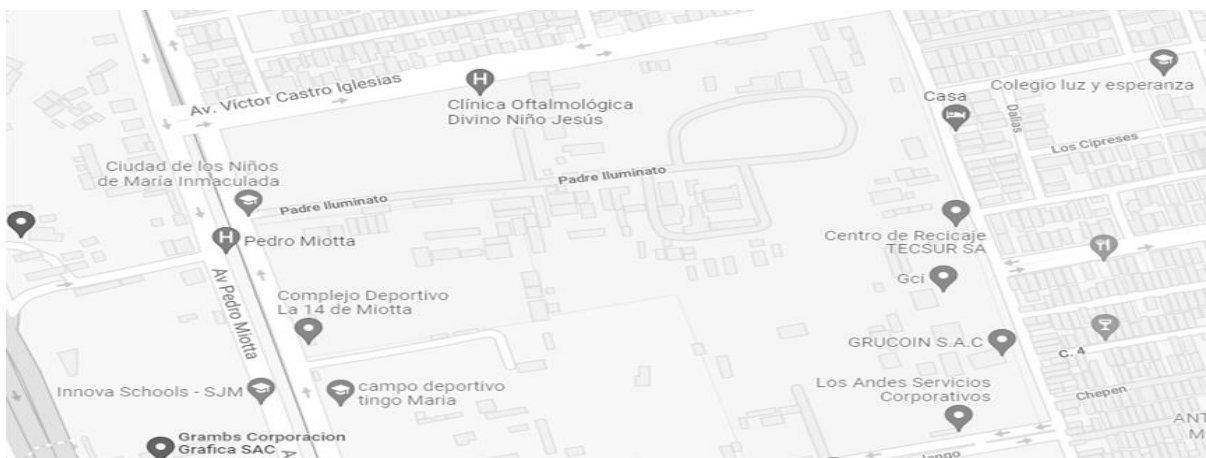 Av. Víctor Castro Iglesias
Clínica Oftalmológica
Divino Niño Jesús
Colegio luz y esperanza
Casa
Dalias
Los Cipreses
Ciudad de los Niños
de María Inmaculada
Padre Iluminato
Padre Iluminato
H
H
Pedro Miotta
Centro de Recicaje
TECSUR SA
Gci
Av Pedro Miotta
Complejo Deportivo
La 14 de Miotta
GRUCOIN S.A.C
C. 4
Innova Schools - SJM
campo deportivo
tingo Maria
Los Andes Servicios
Corporativos
Chepen
Grambs Corporacion
Grafica SAC
A
ANT
M